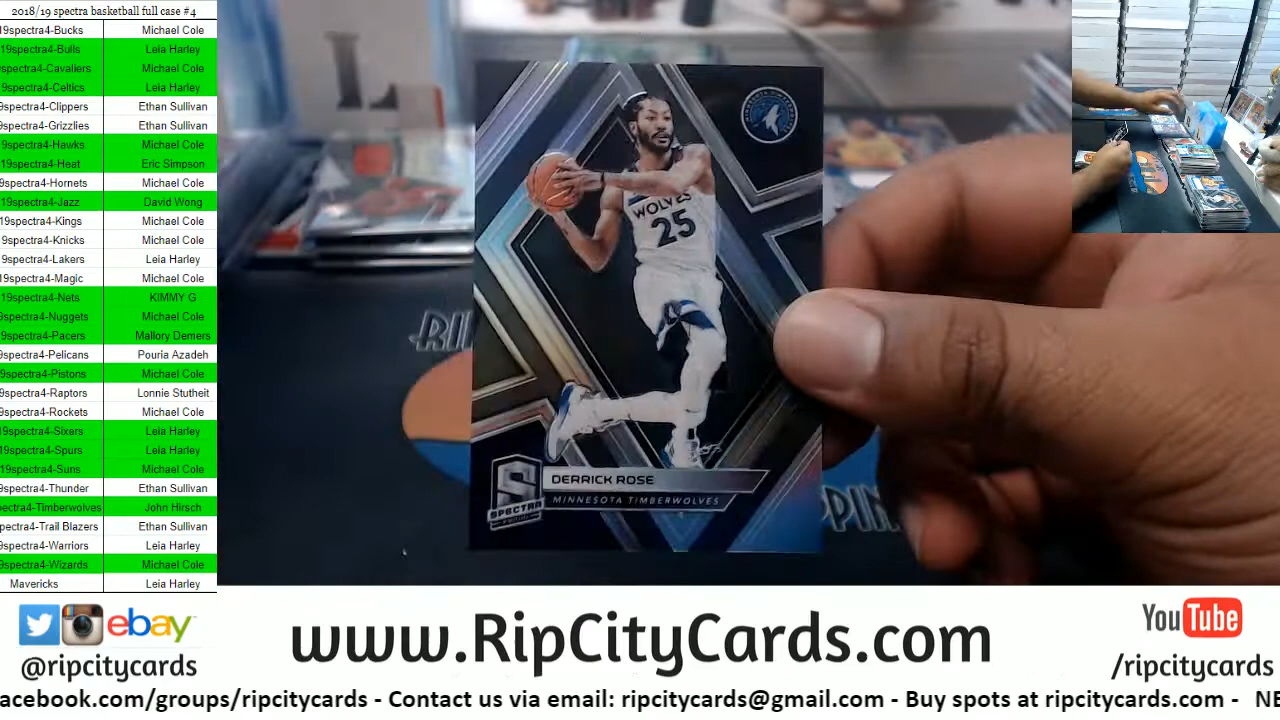 2018/19 spectra basketball full case #4
19spectra4-Bucks Michael Cole
19spectra4-Bulls Leia Harley
spectra4-Cavaliers Michael Cole
9spectra4-Celtics Leia Harley
9spectra4-Clippers Ethan Sullivan
9spectra4-Grizzlies Ethan Sullivan
19spectra4-Hawks Michael Cole
19spectra4-Heat Eric Simpson
9spectra4-Hornets Michael Cole
19spectra4-Jazz David Wong
19spectra4-Kings Michael Cole
9spectra4-Knicks Michael Cole
9spectra4-Lakers Leia Harley
9spectra4-Magic Michael Cole
19spectra4-Nets KIMMY G
9spectra4-Nuggets Michael Cole
9spectra4-Pacers Mallory Demers
9spectra4-Pelicans Pouria Azadeh
9spectra4-Pistons Michael Cole
9spectra4-Raptors Lonnie Stutheit
9spectra4-Rockets Michael Cole
19spectra4-Sixers Leia Harley
9spectra4-Spurs Leia Harley
19spectra4-Suns Michael Cole
9spectra4-Thunder Ethan Sullivan
pectra4-Timberwolves John Hirsch
pectra4-Trail Blazers Ethan Sullivan
9spectra4-Warriors Leia Harley
9spectra4-Wizards Michael Cole
Mavericks Leia Harley
WOLVES
25
S
SPECTRA
DERRICK ROSE
MINNESOTA TIMBERWOLVES
RI
PPIN
ebay
@ripcitycards
www.RipCityCards.com
YouTube
/ripcitycards
acebook.com/groups/ripcitycards - Contact us via email: ripcitycards@gmail.com - Buy spots at ripcitycards.com - NE